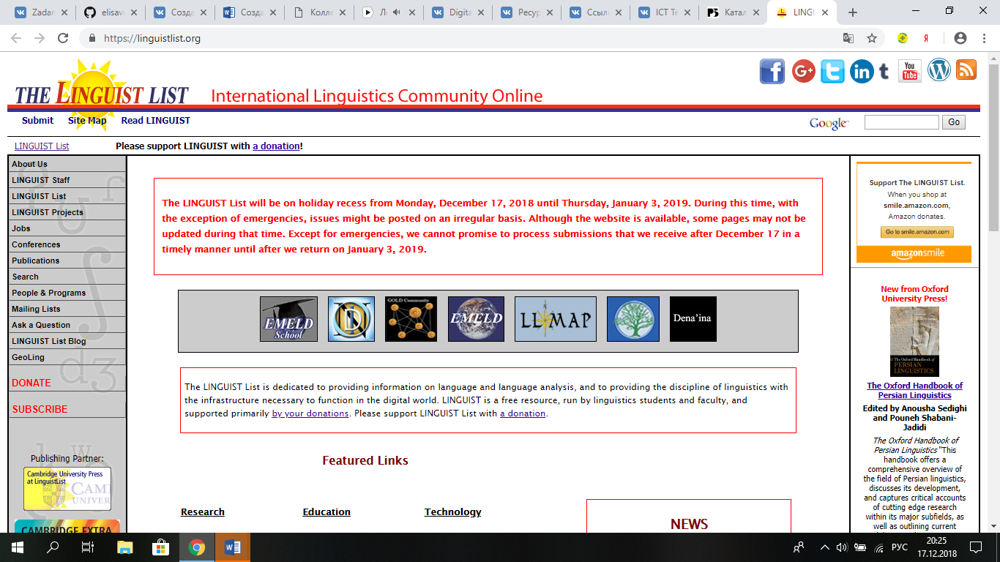 Zadan
elisave
Созда
Созда
Колле
Ле
Digita
Ресур
Ссыл
ICT Te
P5 Катал
LINGU
https://linguistlist.org
THE LINGUIST LIST
International Linguistics Community Online
You
Tube
Submit Site Map Read LINGUIST
Google Go
LINGUIST List Please support LINGUIST with a donation!
About Us
LINGUIST Staff
LINGUIST List
LINGUIST Projects
Jobs
Conferences
Publications
Search
People & Programs
Mailing Lists
Ask a Question
LINGUIST List Blog
GeoLing
DONATE
SUBSCRIBE
Publishing Partner:
Cambridge University Press
at LinguistList
CAMB
UNIVER
CAMBRIDGE EXTRA
The LINGUIST List will be on holiday recess from Monday, December 17, 2018 until Thursday, January 3, 2019. During this time, with
the exception of emergencies, issues might be posted on an irregular basis. Although the website is available, some pages may not be
updated during that time. Except for emergencies, we cannot promise to process submissions that we receive after December 17 in a
timely manner until after we return on January 3, 2019.
EMELD
School
GOLD Community
EMELD
LL MAP
Dena'ina
The LINGUIST List is dedicated to providing information on language and language analysis, and to providing the discipline of linguistics with
the infrastructure necessary to function in the digital world. LINGUIST is a free resource, run by linguistics students and faculty, and
supported primarily by your donations. Please support LINGUIST List with a donation.
Featured Links
Research Education Technology
NEWS
Support The LINGUIST List.
When you shop at
smile.amazon.com,
Amazon donates.
Go to smile.amazon.com
amazonsmile
New from Oxford
University Press!
The Oxford Handbook of
PERSIAN
LINGUISTICS
The Oxford Handbook of
Persian Linguistics
Edited by Anousha Sedighi
and Pouneh Shabani-
Jadidi
The Oxford Handbook of
Persian Linguistics "This
handbook offers a
comprehensive overview of
the field of Persian linguistics,
discusses its development,
and captures critical accounts
of cutting edge research
within its major subfields, as
well as outlining current
РУС
20:25
17.12.2018